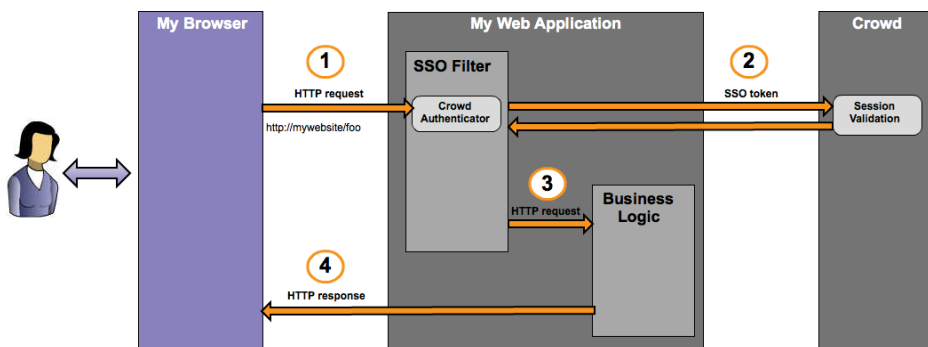 My Browser
My Web Application
Crowd
1
HTTP request
http://mywebsite/foo
SSO Filter
Crowd
Authenticator
2
SSO token
Session
Validation
3
HTTP request
Business
Logic
4
HTTP response